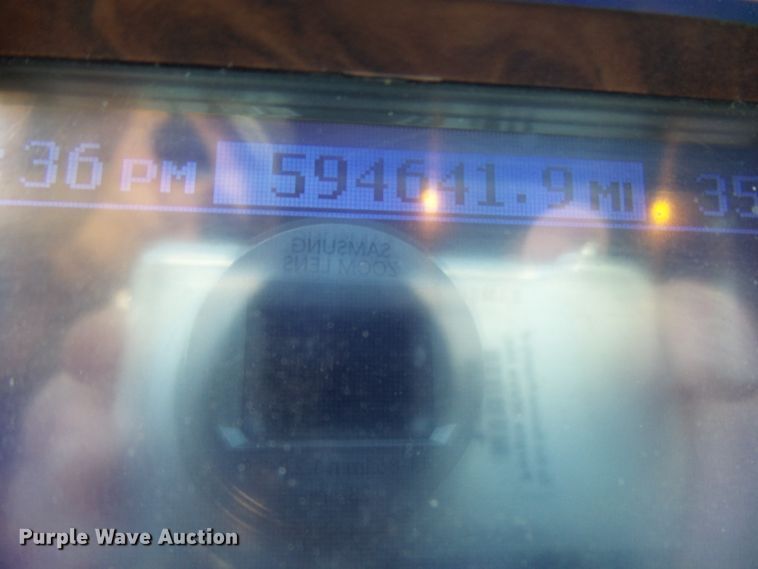 :36 PM 594641.9 MI 35
SAMSUNG
ZOOM LENS
Purple Wave Auction